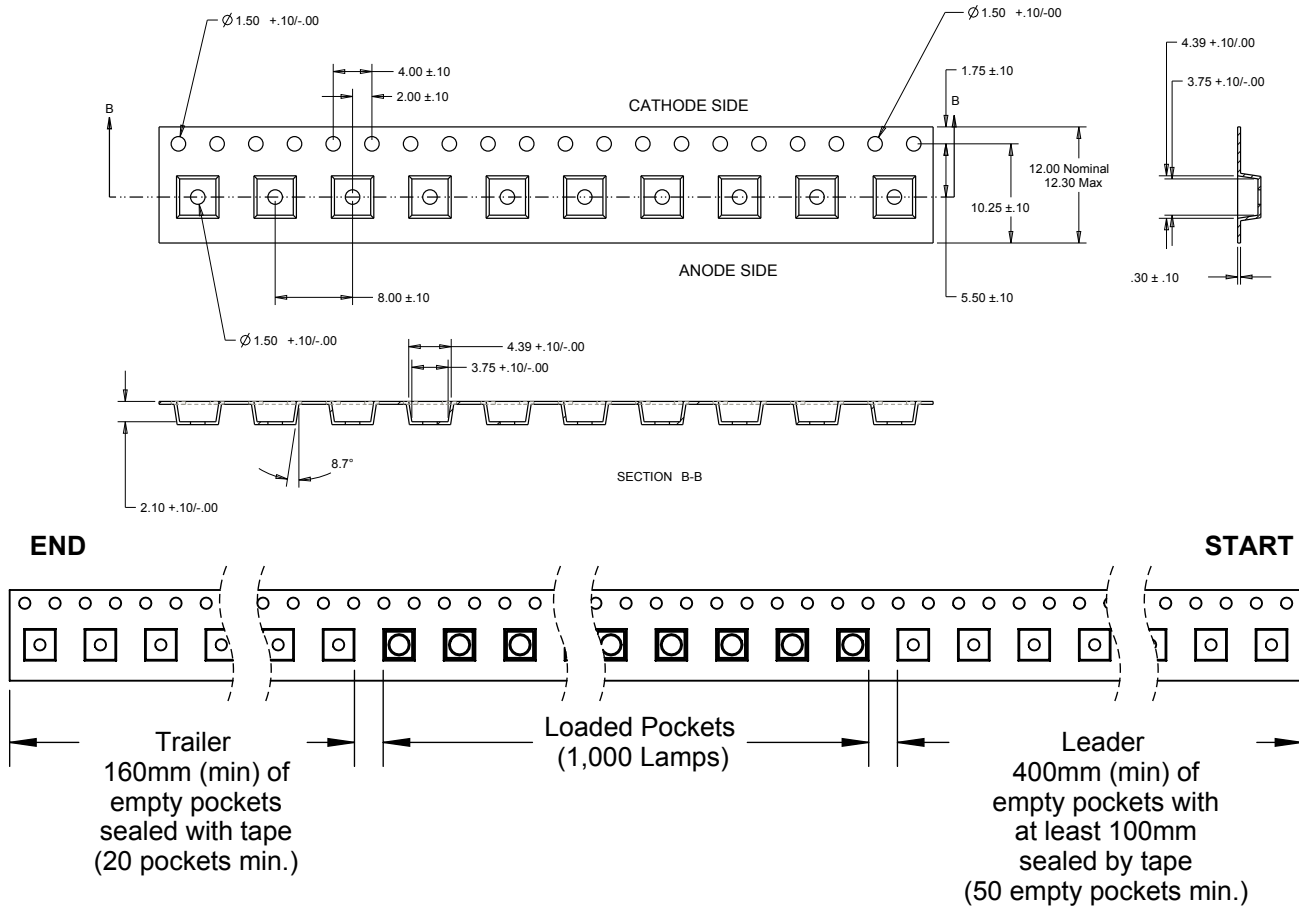 Ø 1.50 +.10/-.00
Ø 1.50 +.10/-00
4.39 +.10/.00
4.00 ±.10
1.75 ±.10
3.75 +.10/-.00
2.00 ±.10
B
CATHODE SIDE
B
12.00 Nominal
12.30 Max
10.25 ±.10
ANODE SIDE
.30 ± .10
8.00 ±.10
5.50 ±.10
Ø 1.50 +.10/-.00
4.39 +.10/-.00
3.75 +.10/-.00
8.7°
SECTION B-B
2.10 +.10/-.00
END
START
Trailer
160mm (min) of
empty pockets
sealed with tape
(20 pockets min.)
Loaded Pockets
(1,000 Lamps)
Leader
400mm (min) of
empty pockets with
at least 100mm
sealed by tape
(50 empty pockets min.)